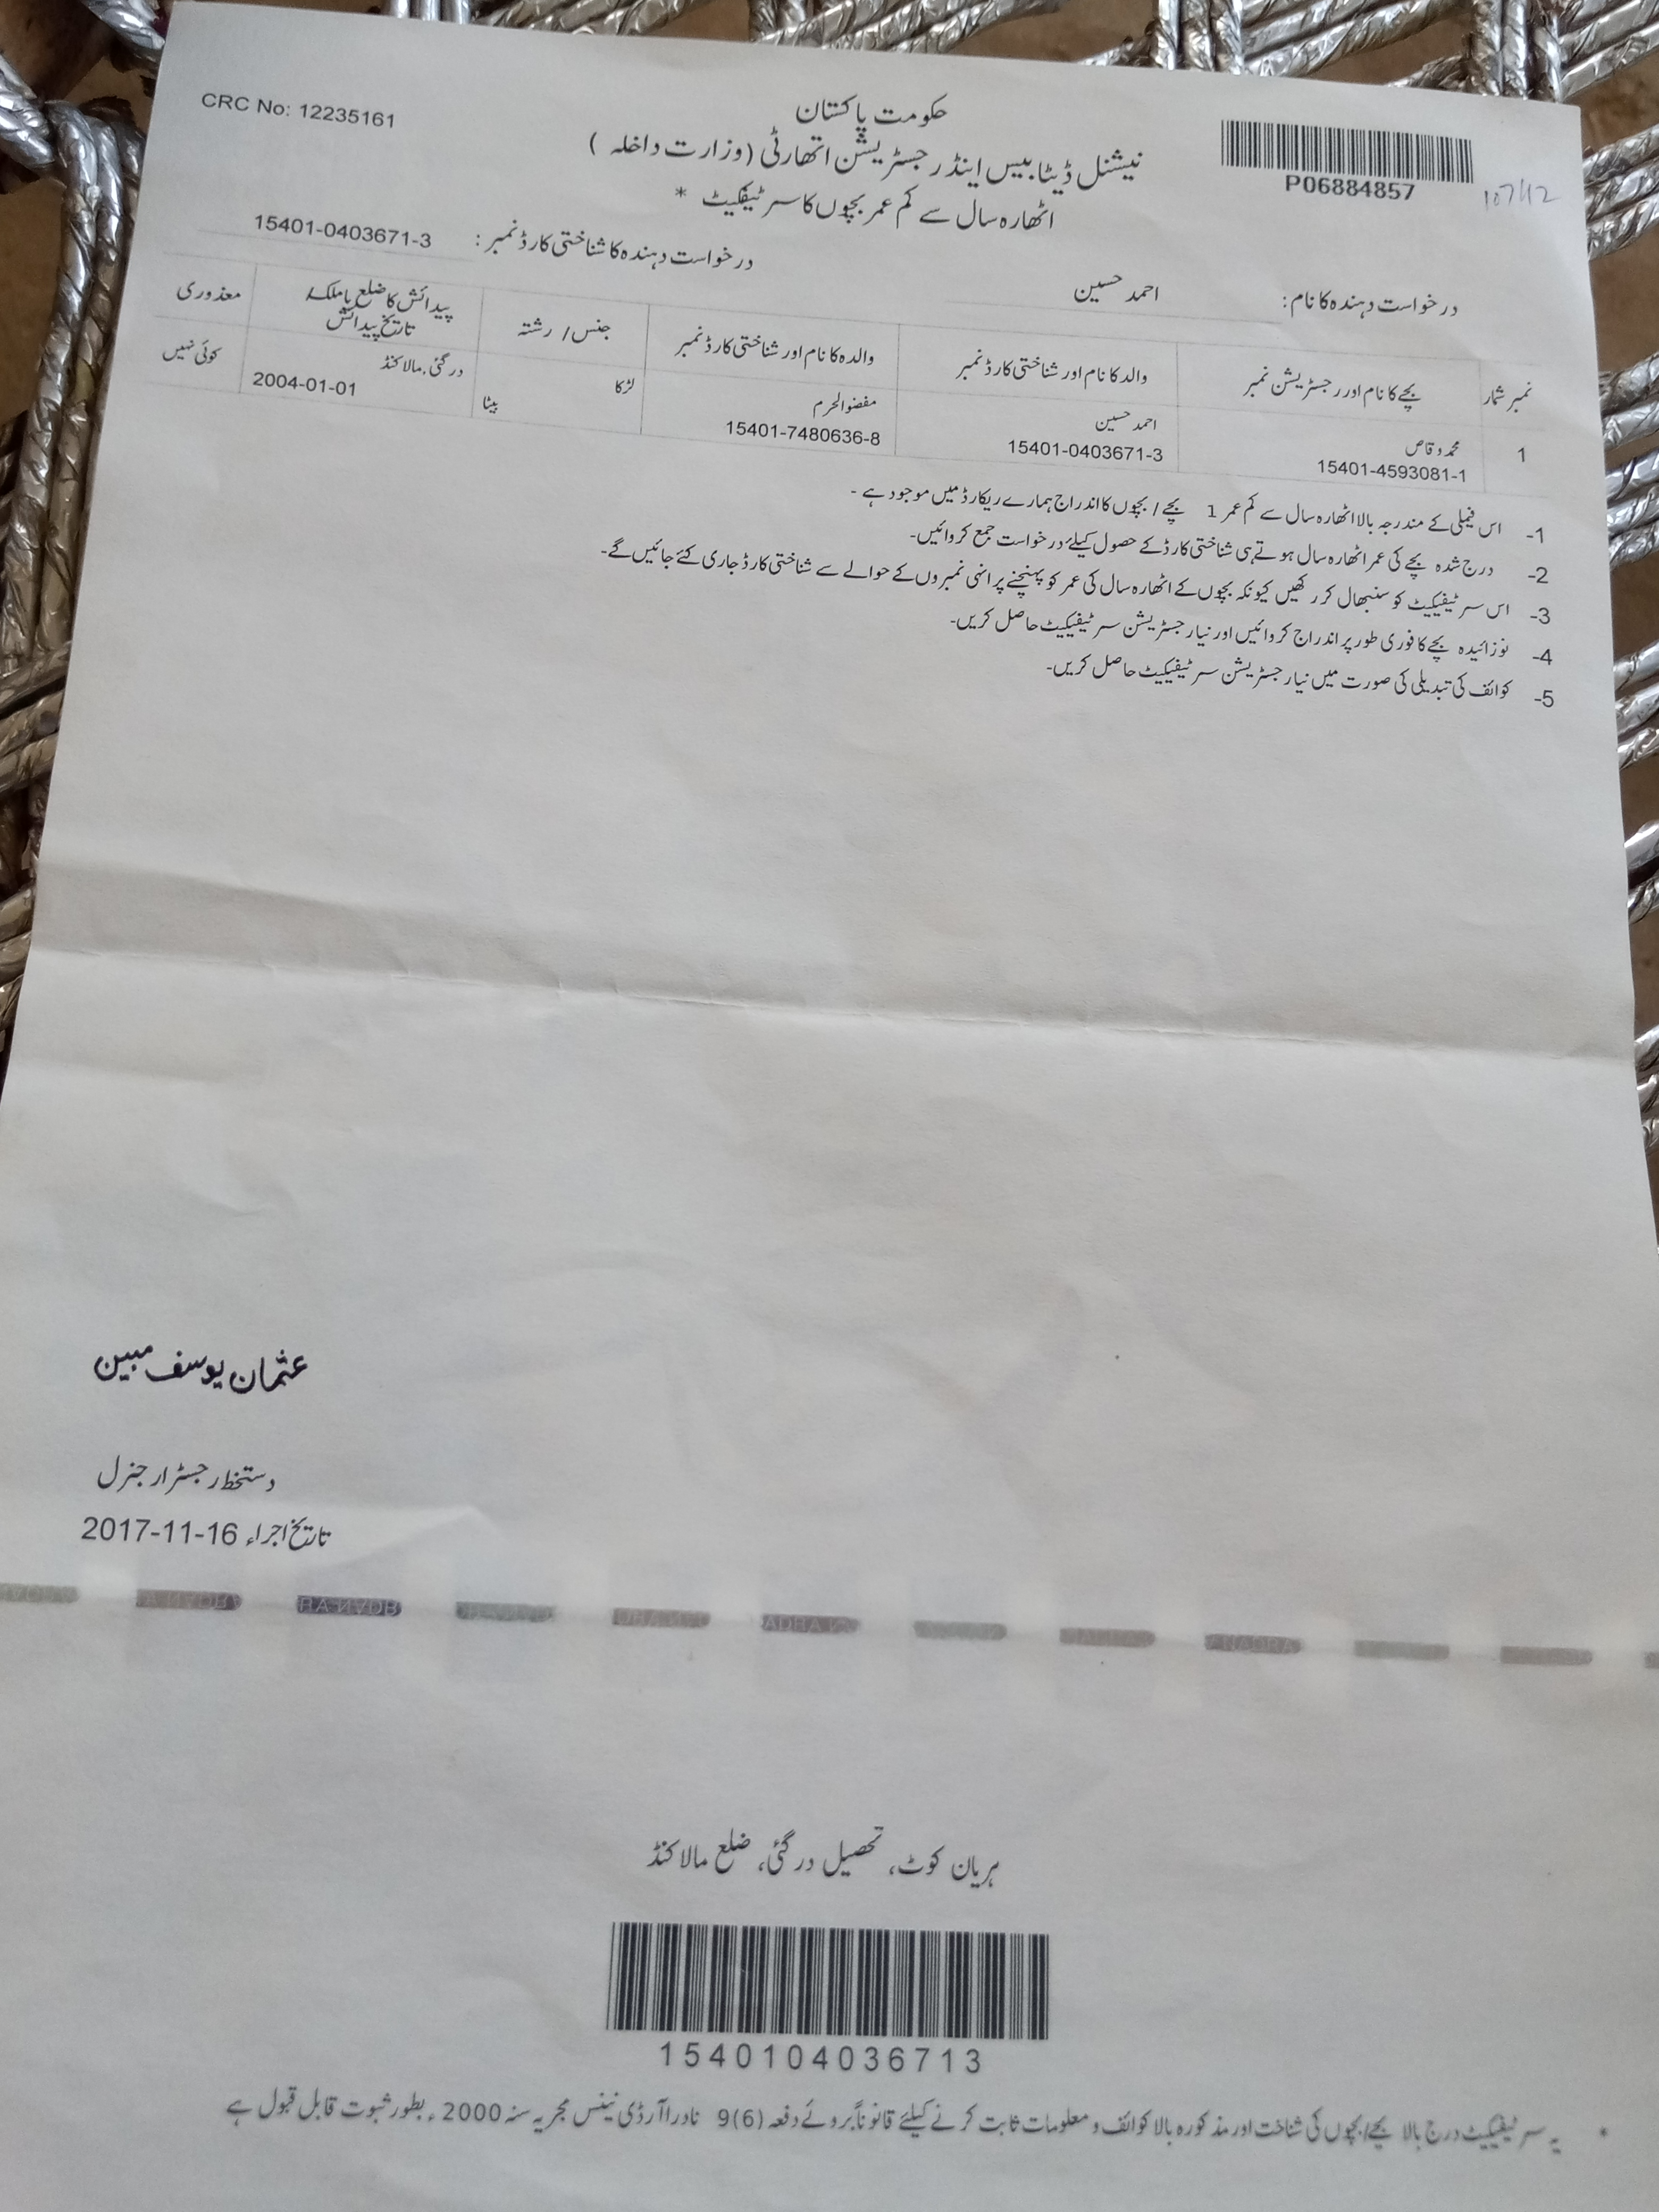 CRC No: 12235161
حکومت پاکستان
نیشنل ڈیٹا بیس اینڈ رجسٹریشن اتھارٹی (وزارت داخلہ )
اٹھارہ سال سے کم عمر بچوں کا سرٹیفکیٹ *
P06884857
درخواست دہندہ کا نام: احمد حسین
درخواست دہندہ کا شناختی کارڈ نمبر : 15401-0403671-3
نمبر شمار
بچے کا نام اور رجسٹریشن نمبر
والد کا نام اور شناختی کارڈ نمبر
والدہ کا نام اور شناختی کارڈ نمبر
جنس / رشتہ
پیدائش کا ضلع یا ملک/
تاریخ پیدائش
معذوری
1
محمد وقاص
15401-4593081-1
احمد حسین
15401-0403671-3
15401-7480636-8
لڑکا
بیٹا
درگئی, مالاکنڈ
2004-01-01
کوئی نہیں
1- اس فیملی کے مندرجہ بالا اٹھارہ سال سے کم عمر 1 بچے / بچوں کا اندراج ہمارے ریکارڈ میں موجود ہے -
2- درج شدہ بچے کی عمر اٹھارہ سال ہوتے ہی شناختی کارڈ کے حصول کیلئے درخواست جمع کروائیں-
3- اس سرٹیفیکیٹ کو سنبھال کر رکھیں کیونکہ بچوں کے اٹھارہ سال کی عمر کو پہنچنے پر انہی نمبروں کے حوالے سے شناختی کارڈ جاری کئے جائیں گے-
4- نوزائیدہ بچے کا فوری طور پر اندراج کروائیں اور نیا رجسٹریشن سرٹیفیکیٹ حاصل کریں-
5- کوائف کی تبدیلی کی صورت میں نیا رجسٹریشن سرٹیفیکیٹ حاصل کریں-
عثمان یوسف مبین
دستخط رجسٹرار جنرل
تاریخ اجراء 2017-11-16
ہریان کوٹ، تحصیل درگئی، ضلع مالاکنڈ
1540104036713
* یہ سرٹیفیکیٹ درج بالا بچے/بچوں کی شناخت اور مذکورہ بالا کوائف و معلومات ثابت کرنے کیلئے قانوناً بروئے دفعہ 9(6) نادرا آرڈی نینس مجریہ سنہ 2000ء بطور ثبوت قابل قبول ہے